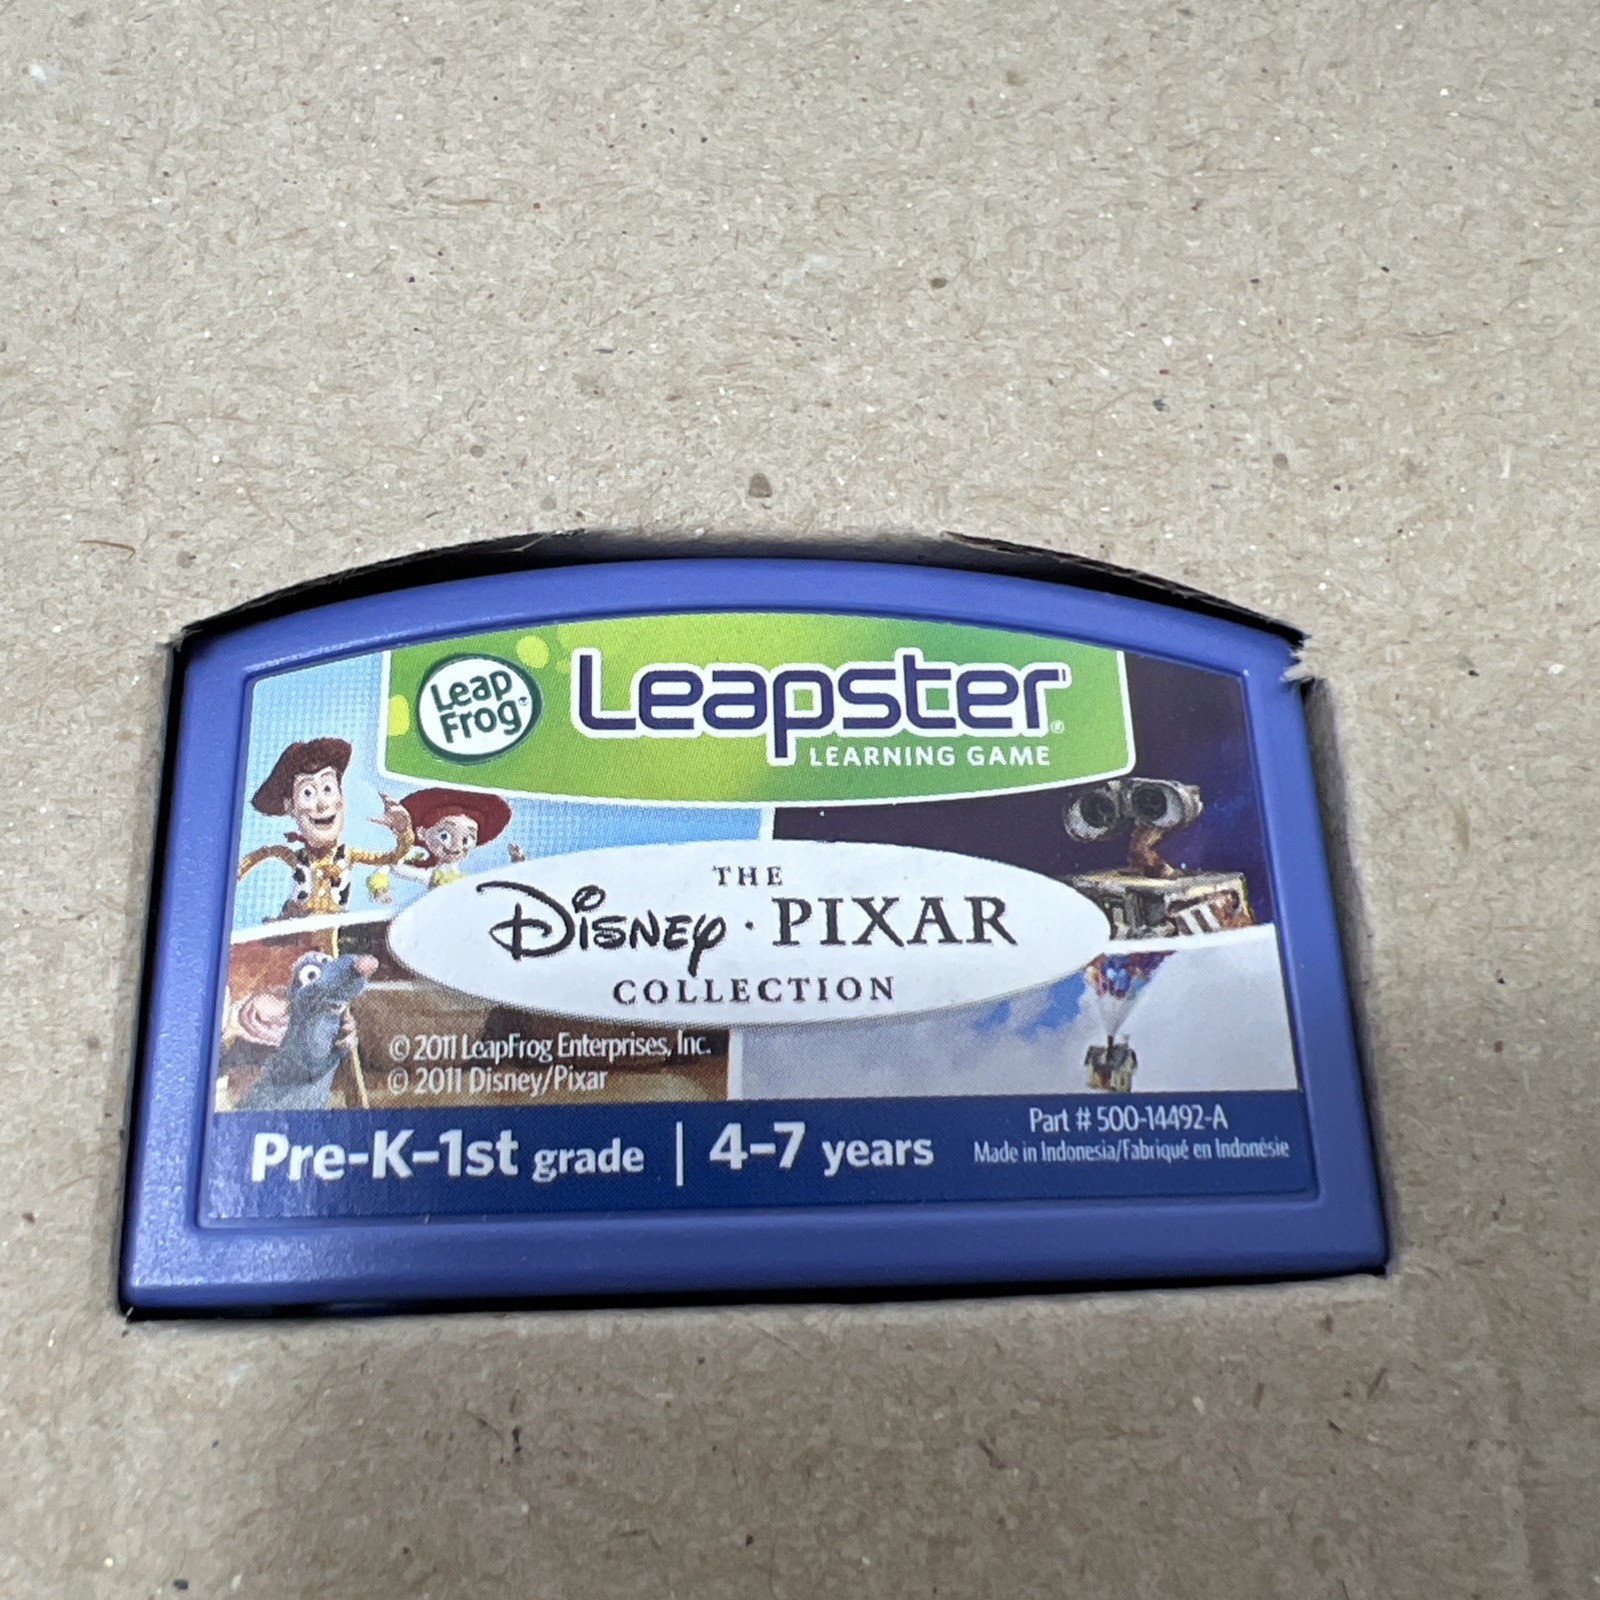 Leap Frog®
Leapster®
LEARNING GAME
THE
Disney · PIXAR
COLLECTION
© 2011 LeapFrog Enterprises, Inc.
© 2011 Disney/Pixar
Pre-K–1st grade | 4–7 years
Part # 500-14492-A
Made in Indonesia/Fabriqué en Indonésie